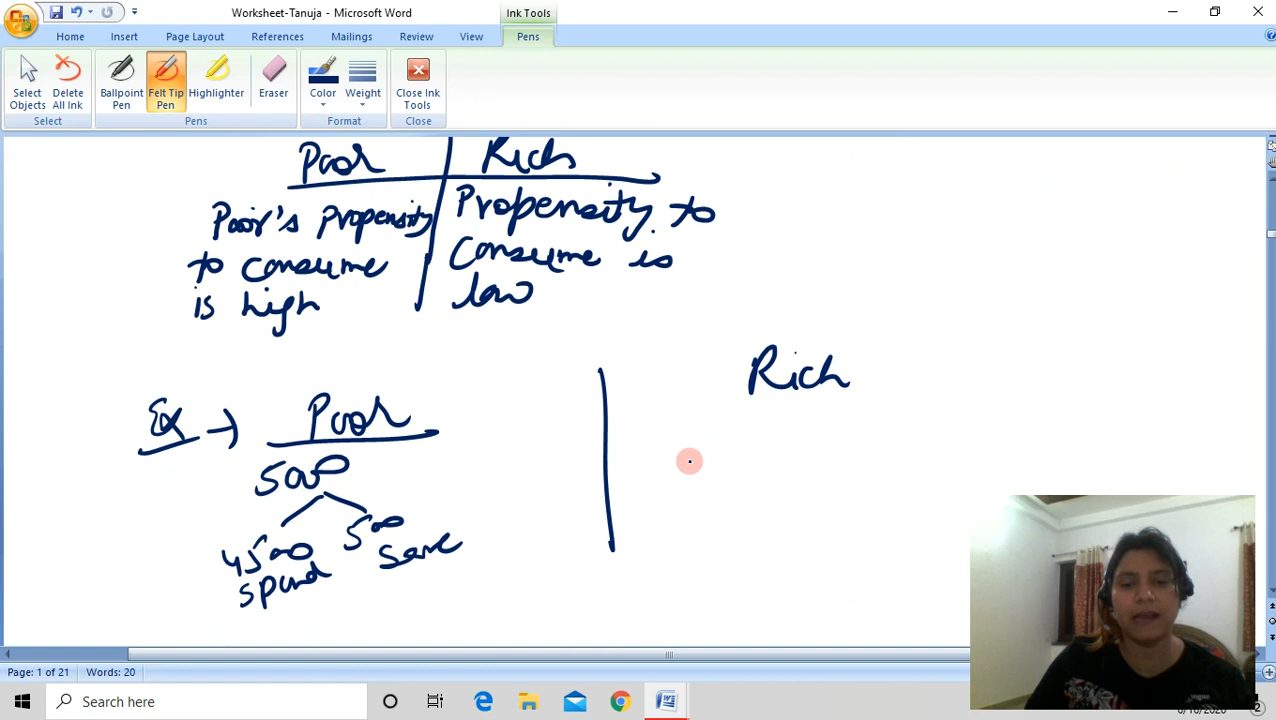 Worksheet-Tanuja - Microsoft Word
Ink Tools
Home Insert Page Layout References Mailings Review View Pens
Select Objects
Delete All Ink
Ballpoint Pen
Felt Tip Pen
Highlighter
Eraser
Color
Weight
Close Ink Tools
Select Pens Format Close
Poor Rich
Poor's Propensity to consume is high
Propensity to Consume is low
Ex → Poor
Rich
5000
4500 spend
500 save
Page: 1 of 21 Words: 20
Search here